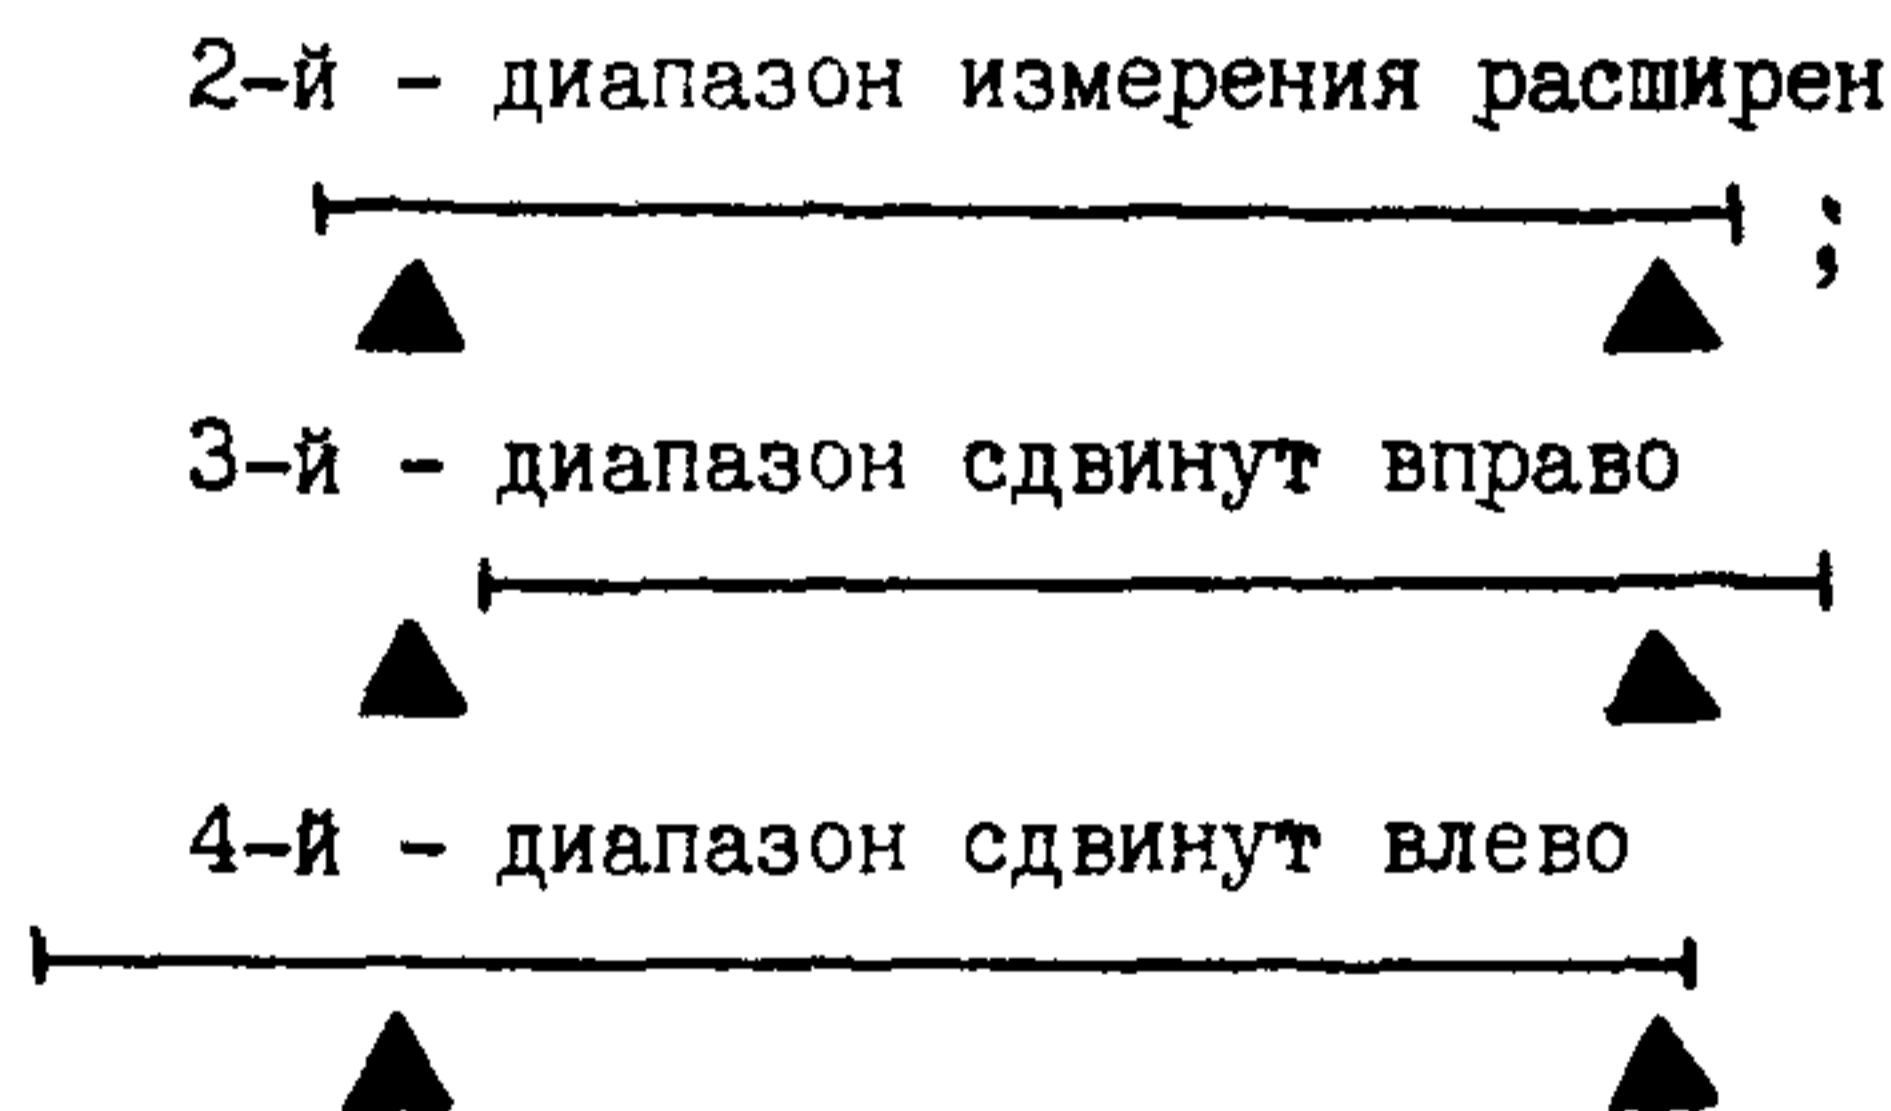 2-й - диапазон измерения расширен
;
3-й - диапазон сдвинут вправо
4-й - диапазон сдвинут влево